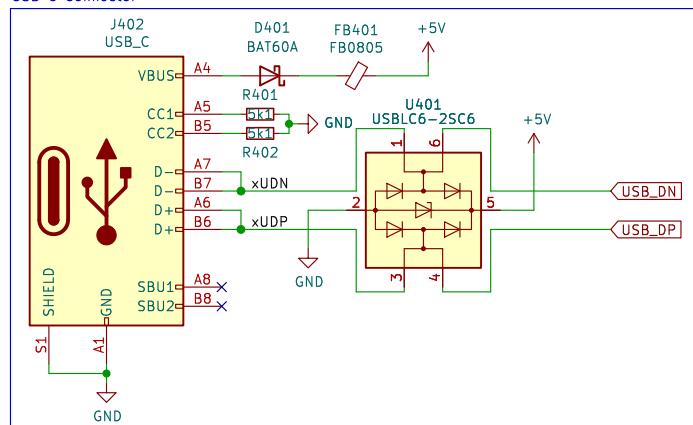 J402
USB_C
D401
BAT60A
FB401
FB0805
+5V
VBUS
A4
R401
CC1
A5
5k1
GND
CC2
B5
5k1
R402
U401
USBLC6-2SC6
+5V
1
6
D-
A7
D-
B7
xUDN
USB_DN
D+
A6
2
5
D+
B6
xUDP
USB_DP
GND
3
4
SBU1
A8
SBU2
B8
SHIELD
GND
S1
A1
GND